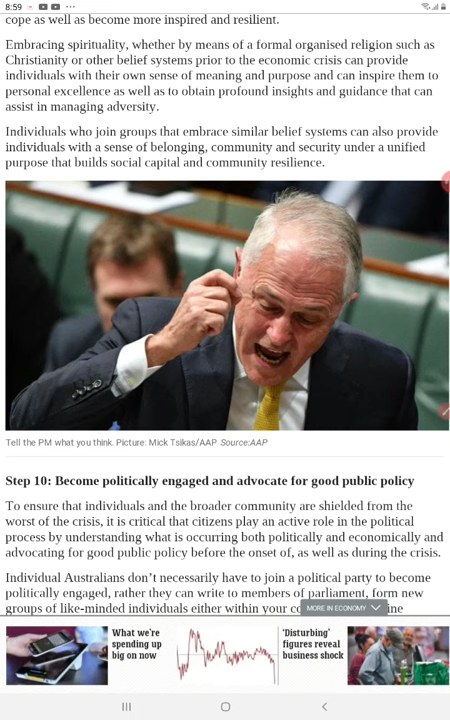 8:59
cope as well as become more inspired and resilient.
Embracing spirituality, whether by means of a formal organised religion such as
Christianity or other belief systems prior to the economic crisis can provide
individuals with their own sense of meaning and purpose and can inspire them to
personal excellence as well as to obtain profound insights and guidance that can
assist in managing adversity.
Individuals who join groups that embrace similar belief systems can also provide
individuals with a sense of belonging, community and security under a unified
purpose that builds social capital and community resilience.
Tell the PM what you think. Picture: Mick Tsikas/AAP Source:AAP
Step 10: Become politically engaged and advocate for good public policy
To ensure that individuals and the broader community are shielded from the
worst of the crisis, it is critical that citizens play an active role in the political
process by understanding what is occurring both politically and economically and
advocating for good public policy before the onset of, as well as during the crisis.
Individual Australians don't necessarily have to join a political party to become
politically engaged, rather they can write to members of parliament, form new
groups of like-minded individuals either within your co
MORE IN ECONOMY
ine
What we're
spending up
big on now
'Disturbing'
figures reveal
business shock